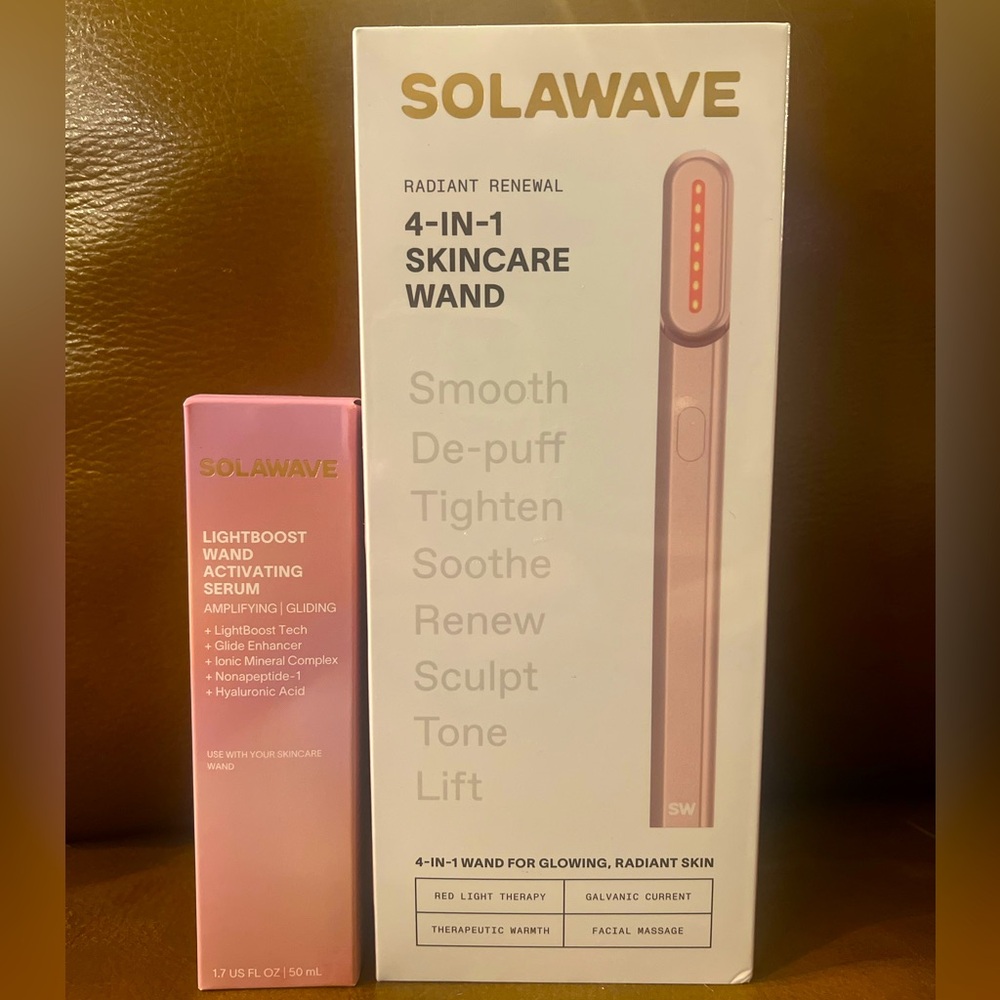 SOLAWAVE
RADIANT RENEWAL
4-IN-1
SKINCARE
WAND
Smooth
De-puff
Tighten
Soothe
Renew
Sculpt
Tone
Lift
SW
4-IN-1 WAND FOR GLOWING, RADIANT SKIN
RED LIGHT THERAPY
GALVANIC CURRENT
THERAPEUTIC WARMTH
FACIAL MASSAGE
SOLAWAVE
LIGHTBOOST
WAND
ACTIVATING
SERUM
AMPLIFYING | GLIDING
+ LightBoost Tech
+ Glide Enhancer
+ Ionic Mineral Complex
+ Nonapeptide-1
+ Hyaluronic Acid
USE WITH YOUR SKINCARE
WAND
1.7 US FL OZ | 50 mL